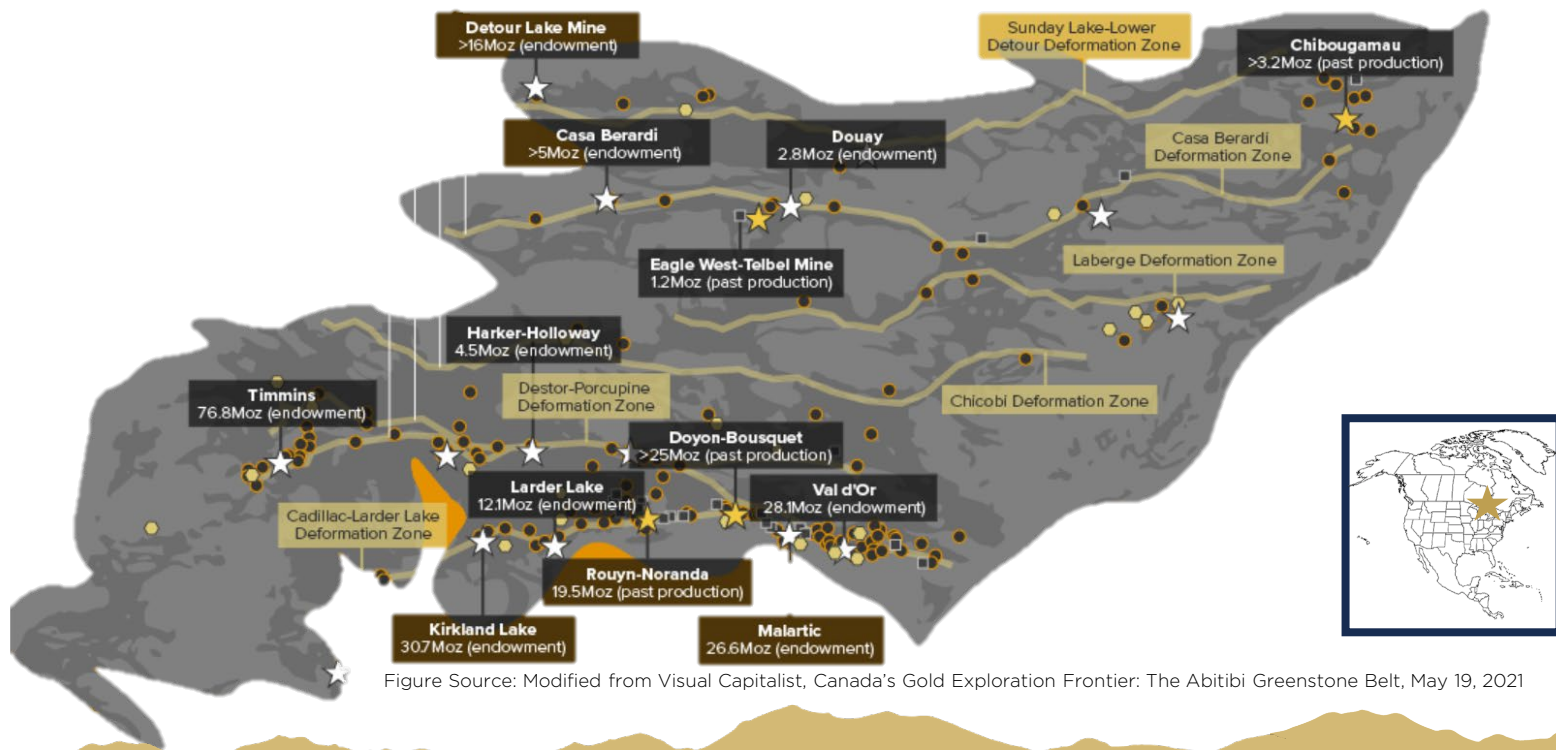 Detour Lake Mine
>16Moz (endowment)
Sunday Lake-Lower
Detour Deformation Zone
Chibougamau
>3.2Moz (past production)
Casa Berardi
>5Moz (endowment)
Douay
2.8Moz (endowment)
Casa Berardi
Deformation Zone
Eagle West-Telbel Mine
1.2Moz (past production)
Laberge Deformation Zone
Harker-Holloway
4.5Moz (endowment)
Timmins
76.8Moz (endowment)
Destor-Porcupine
Deformation Zone
Chicobi Deformation Zone
Doyon-Bousquet
>25Moz (past production)
Larder Lake
12.1Moz (endowment)
Val d'Or
28.1Moz (endowment)
Cadillac-Larder Lake
Deformation Zone
Rouyn-Noranda
19.5Moz (past production)
Kirkland Lake
30.7Moz (endowment)
Malartic
26.6Moz (endowment)
Figure Source: Modified from Visual Capitalist, Canada's Gold Exploration Frontier: The Abitibi Greenstone Belt, May 19, 2021